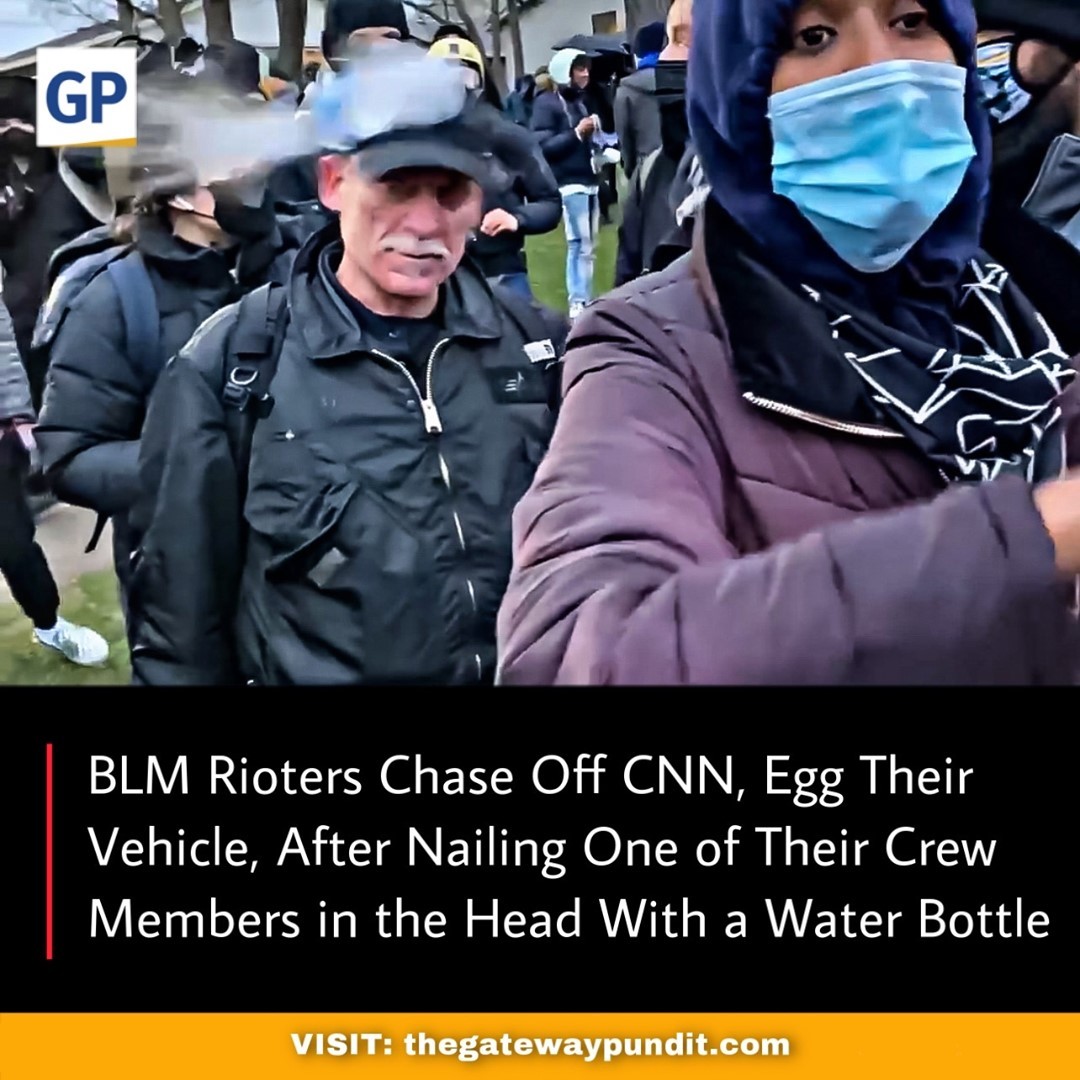 GP
BLM Rioters Chase Off CNN, Egg Their
Vehicle, After Nailing One of Their Crew
Members in the Head With a Water Bottle
VISIT: thegatewaypundit.com